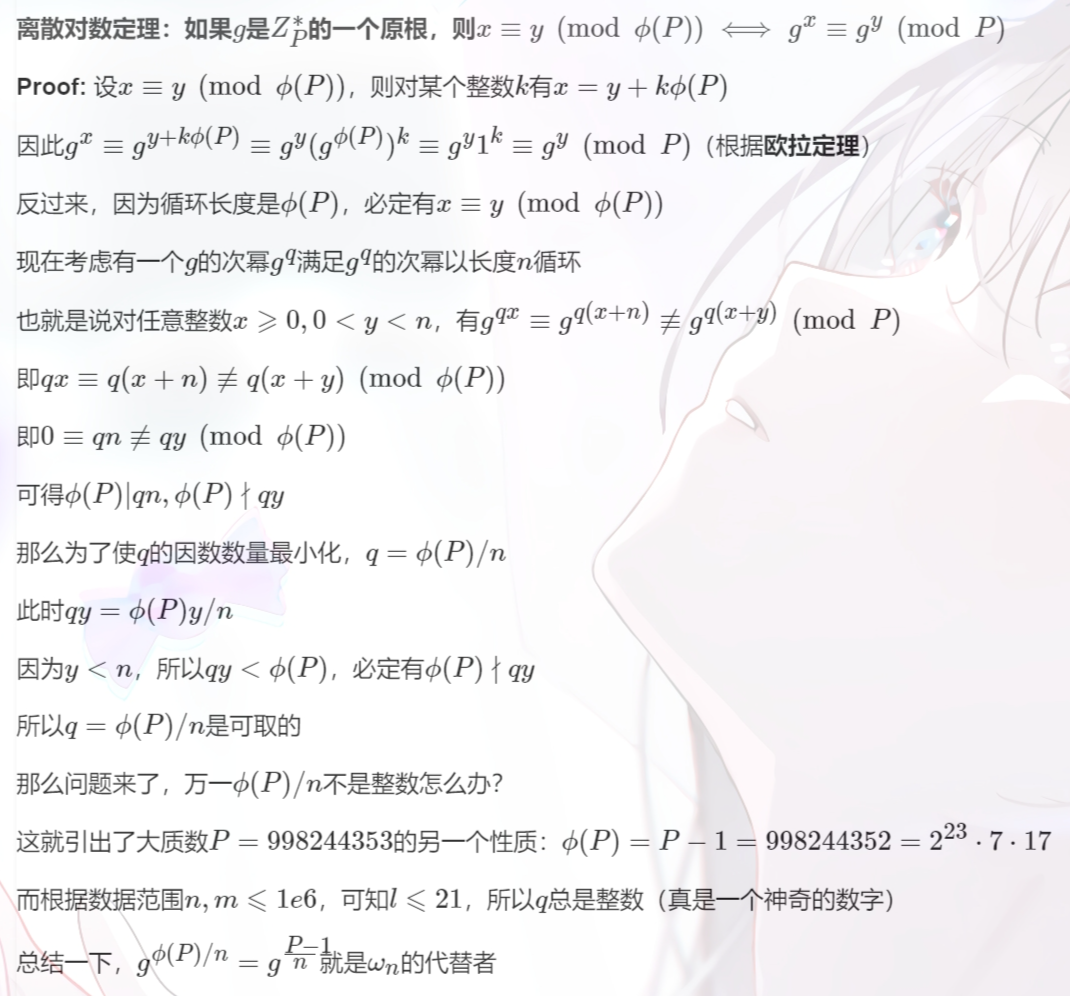 离散对数定理：如果g是Z_P^*的一个原根，则x ≡ y (mod ϕ(P)) ⟺ g^x ≡ g^y (mod P)
Proof: 设x ≡ y (mod ϕ(P))，则对某个整数k有x = y + kϕ(P)
因此g^x ≡ g^{y+kϕ(P)} ≡ g^y(g^{ϕ(P)})^k ≡ g^y1^k ≡ g^y (mod P)（根据欧拉定理）
反过来，因为循环长度是ϕ(P)，必定有x ≡ y (mod ϕ(P))
现在考虑有一个g的次幂g^q满足g^q的次幂以长度n循环
也就是说对任意整数x ⩾ 0, 0 < y < n，有g^{qx} ≡ g^{q(x+n)} ≢ g^{q(x+y)} (mod P)
即qx ≡ q(x + n) ≢ q(x + y) (mod ϕ(P))
即0 ≡ qn ≢ qy (mod ϕ(P))
可得ϕ(P)|qn, ϕ(P) ∤ qy
那么为了使q的因数数量最小化，q = ϕ(P)/n
此时qy = ϕ(P)y/n
因为y < n，所以qy < ϕ(P)，必定有ϕ(P) ∤ qy
所以q = ϕ(P)/n是可取的
那么问题来了，万一ϕ(P)/n不是整数怎么办？
这就引出了大质数P = 998244353的另一个性质：ϕ(P) = P − 1 = 998244352 = 2^{23} · 7 · 17
而根据数据范围n, m ⩽ 1e6，可知l ⩽ 21，所以q总是整数（真是一个神奇的数字）
总结一下，g^{ϕ(P)/n} = g^{\frac{P−1}{n}}就是ω_n的代替者